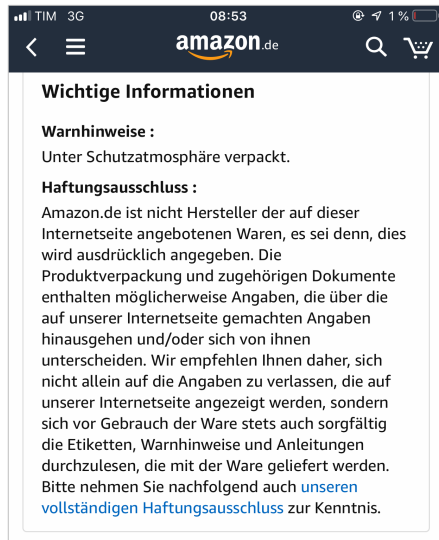 TIM 3G 08:53 1%
amazon.de
Wichtige Informationen
Warnhinweise :
Unter Schutzatmosphäre verpackt.
Haftungsausschluss :
Amazon.de ist nicht Hersteller der auf dieser
Internetseite angebotenen Waren, es sei denn, dies
wird ausdrücklich angegeben. Die
Produktverpackung und zugehörigen Dokumente
enthalten möglicherweise Angaben, die über die
auf unserer Internetseite gemachten Angaben
hinausgehen und/oder sich von ihnen
unterscheiden. Wir empfehlen Ihnen daher, sich
nicht allein auf die Angaben zu verlassen, die auf
unserer Internetseite angezeigt werden, sondern
sich vor Gebrauch der Ware stets auch sorgfältig
die Etiketten, Warnhinweise und Anleitungen
durchzulesen, die mit der Ware geliefert werden.
Bitte nehmen Sie nachfolgend auch unseren
vollständigen Haftungsausschluss zur Kenntnis.